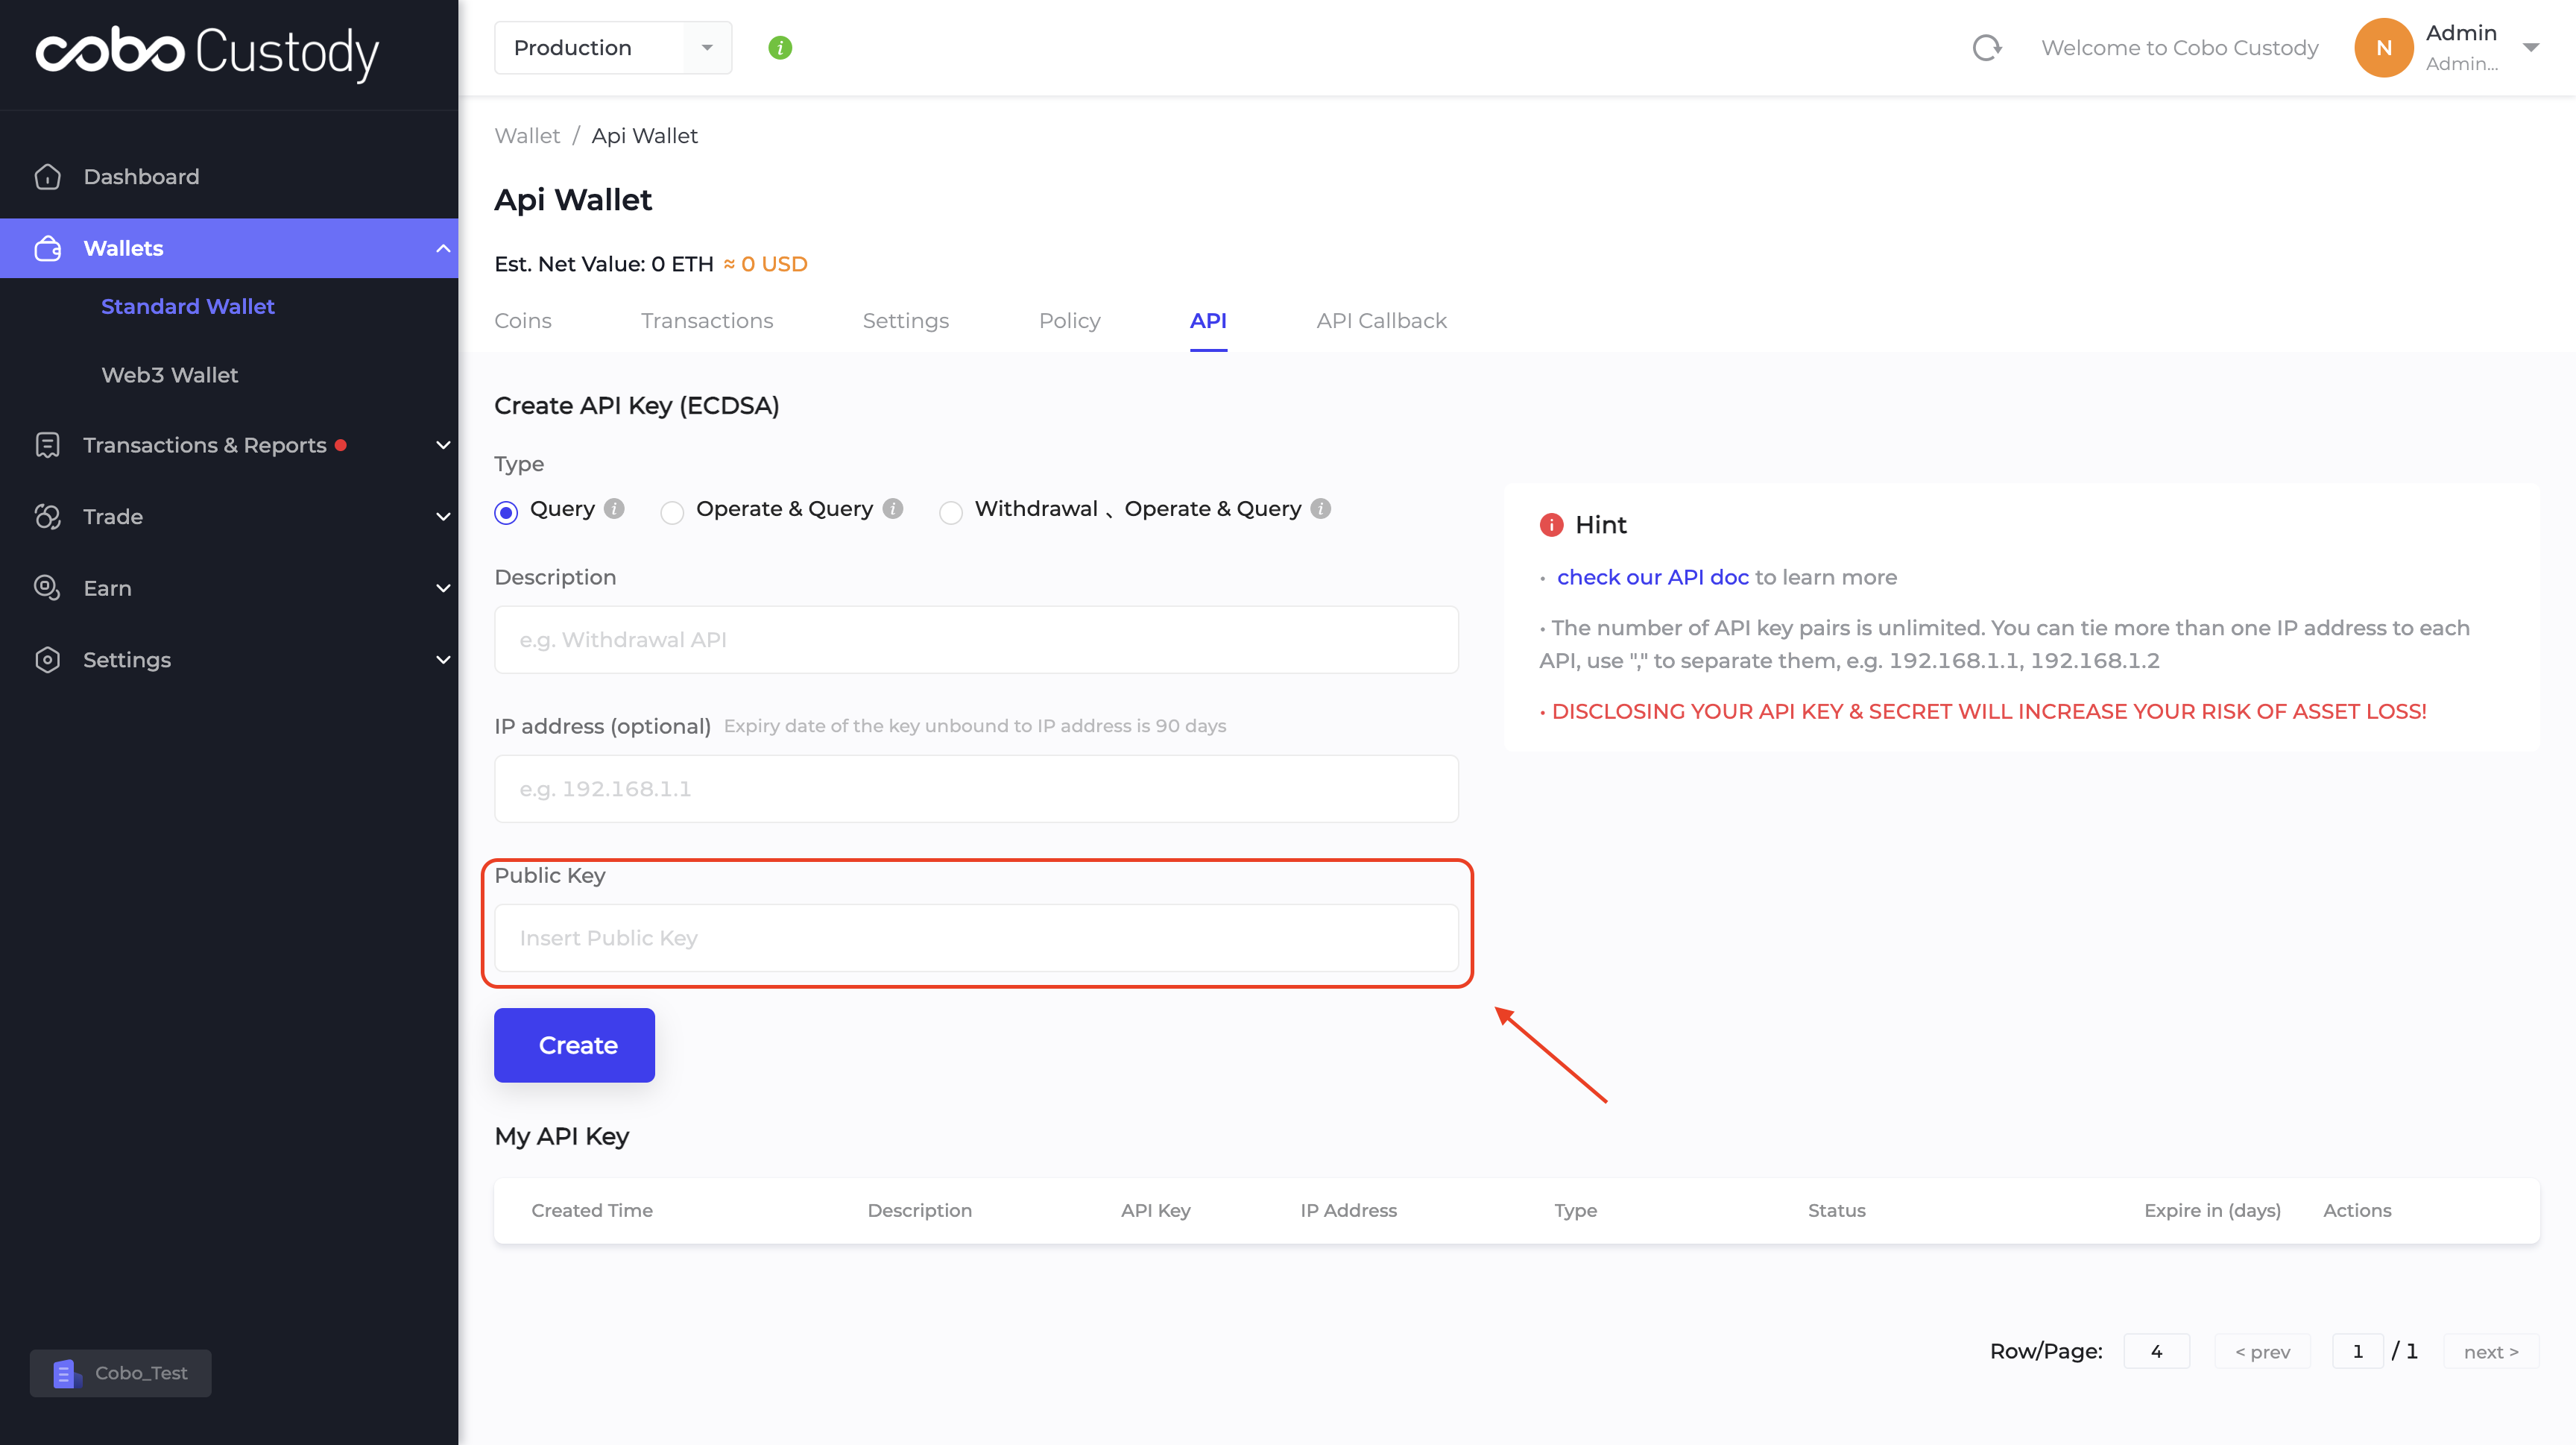 cobo Custody
Production
Welcome to Cobo Custody
N
Admin
Admin...
Dashboard
Wallets
Standard Wallet
Web3 Wallet
Transactions & Reports
Trade
Earn
Settings
Cobo_Test
Wallet / Api Wallet
Api Wallet
Est. Net Value: 0 ETH ≈ 0 USD
Coins Transactions Settings Policy API API Callback
Create API Key (ECDSA)
Type
Query Operate & Query Withdrawal 、 Operate & Query
Description
e.g. Withdrawal API
IP address (optional) Expiry date of the key unbound to IP address is 90 days
e.g. 192.168.1.1
Public Key
Insert Public Key
Create
Hint
• check our API doc to learn more
• The number of API key pairs is unlimited. You can tie more than one IP address to each
API, use "," to separate them, e.g. 192.168.1.1, 192.168.1.2
• DISCLOSING YOUR API KEY & SECRET WILL INCREASE YOUR RISK OF ASSET LOSS!
My API Key
Created Time Description API Key IP Address Type Status Expire in (days) Actions
Row/Page: 4 < prev 1 / 1 next >